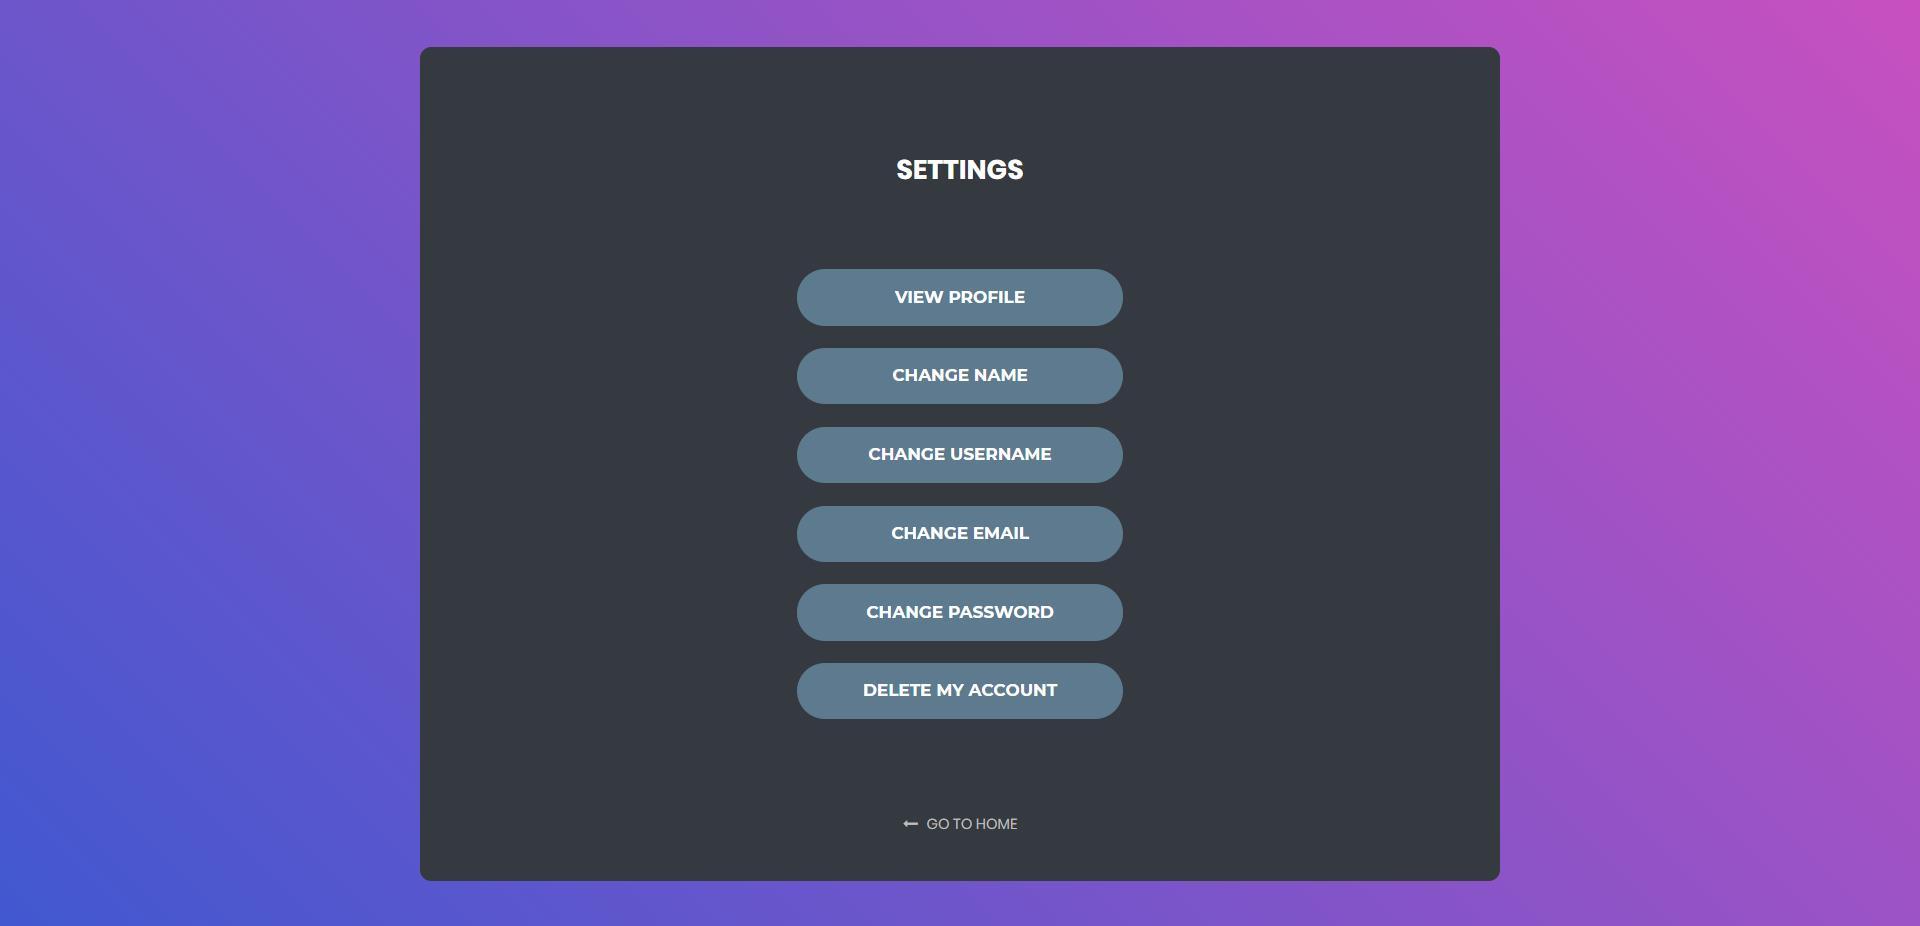 SETTINGS
VIEW PROFILE
CHANGE NAME
CHANGE USERNAME
CHANGE EMAIL
CHANGE PASSWORD
DELETE MY ACCOUNT
GO TO HOME